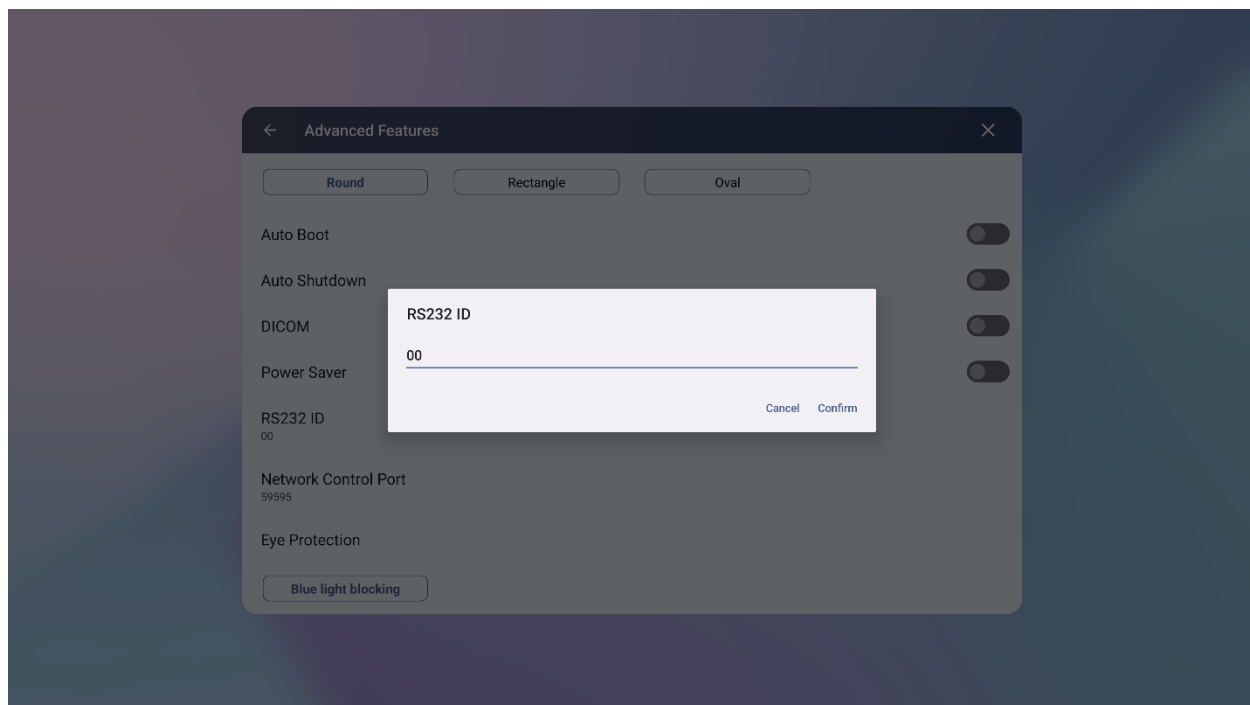 Advanced Features
Round Rectangle Oval
Auto Boot
Auto Shutdown
DICOM
Power Saver
RS232 ID
00
Network Control Port
59595
Eye Protection
Blue light blocking
RS232 ID
00
Cancel Confirm